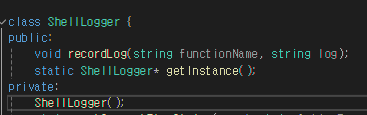 class ShellLogger {
public:
void recordLog(string functionName, string log);
static ShellLogger* getInstance();
private:
ShellLogger();